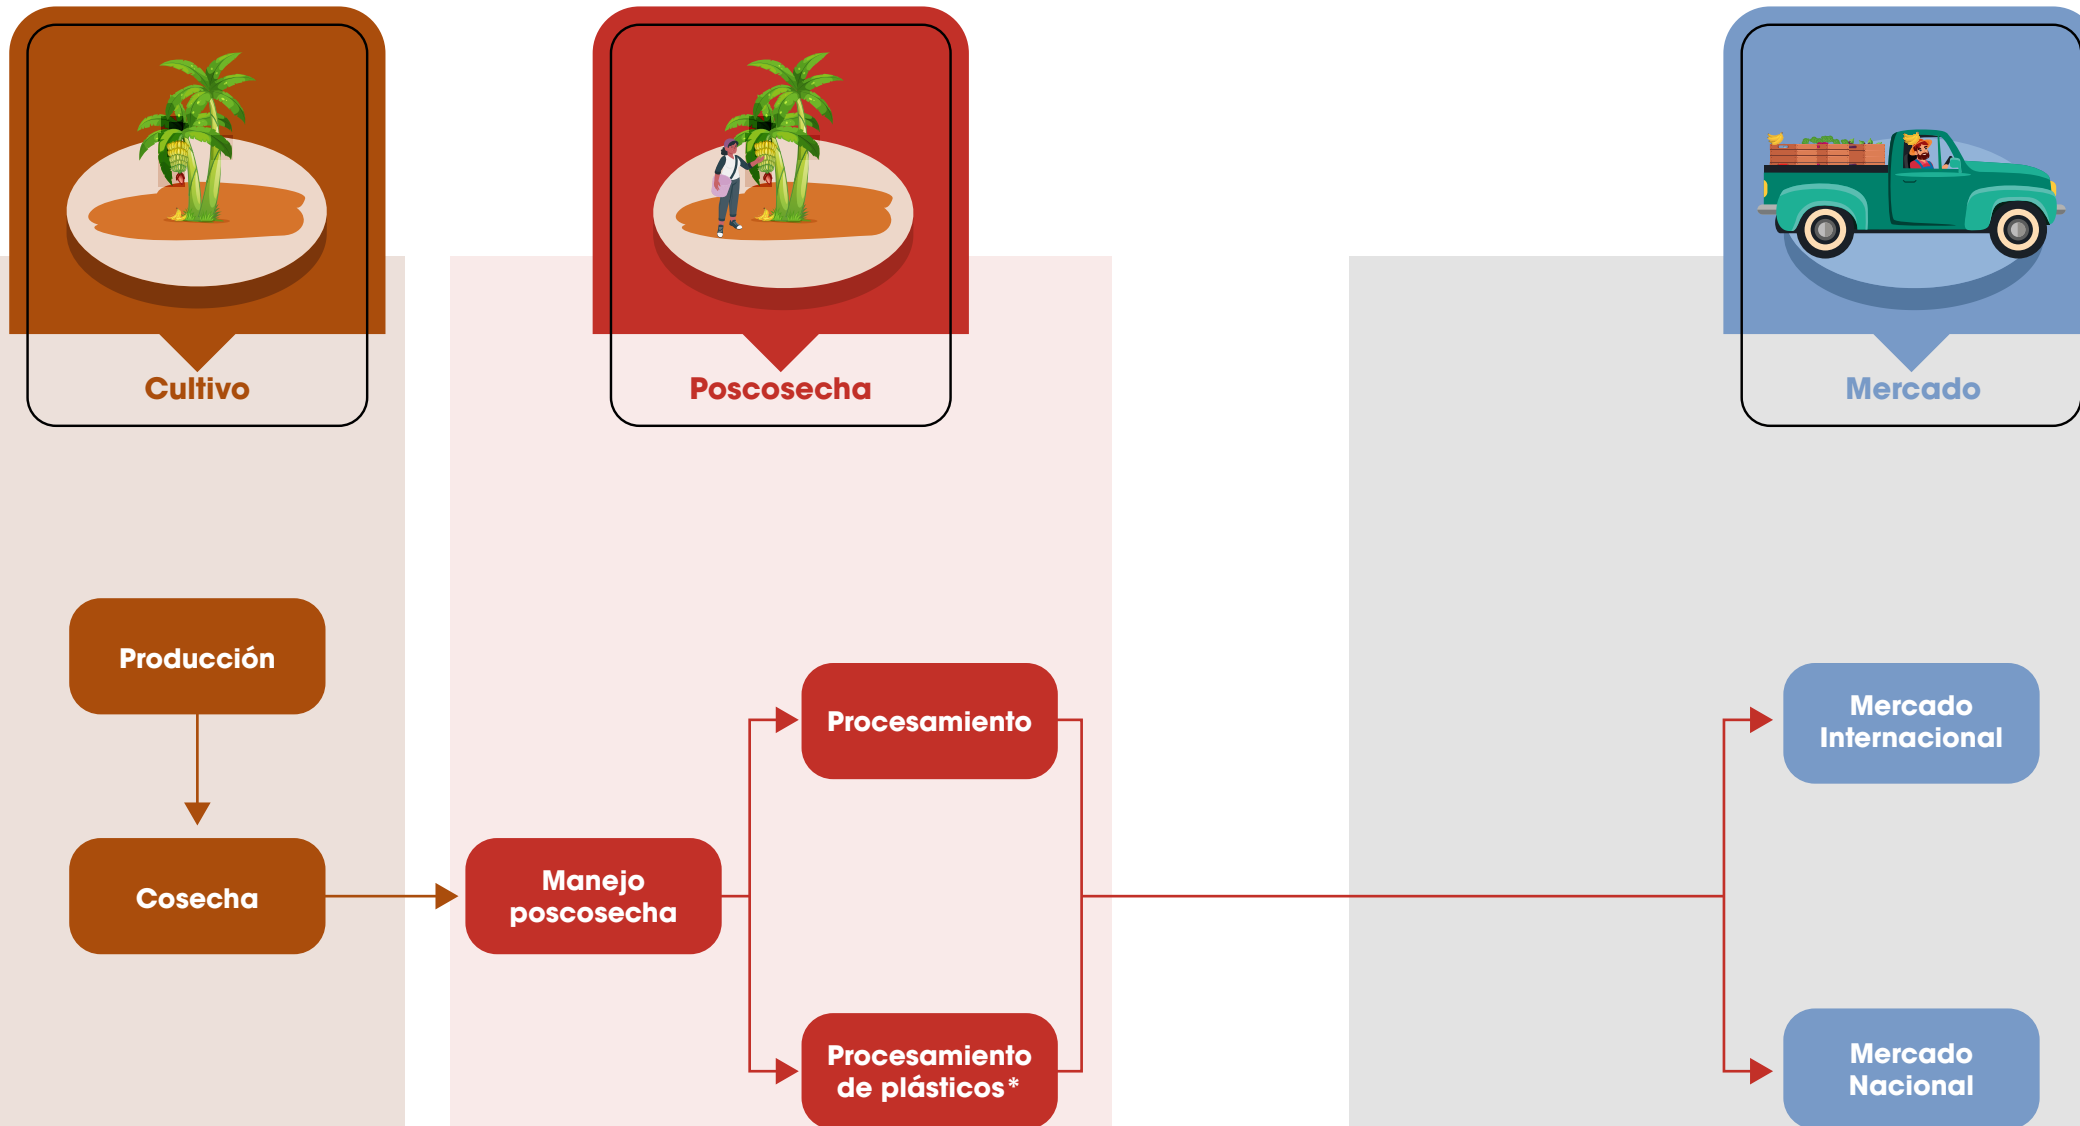 Cultivo
Poscosecha
Mercado
Producción
Cosecha
Manejo
poscosecha
Procesamiento
Procesamiento
de plásticos*
Mercado
Internacional
Mercado
Nacional